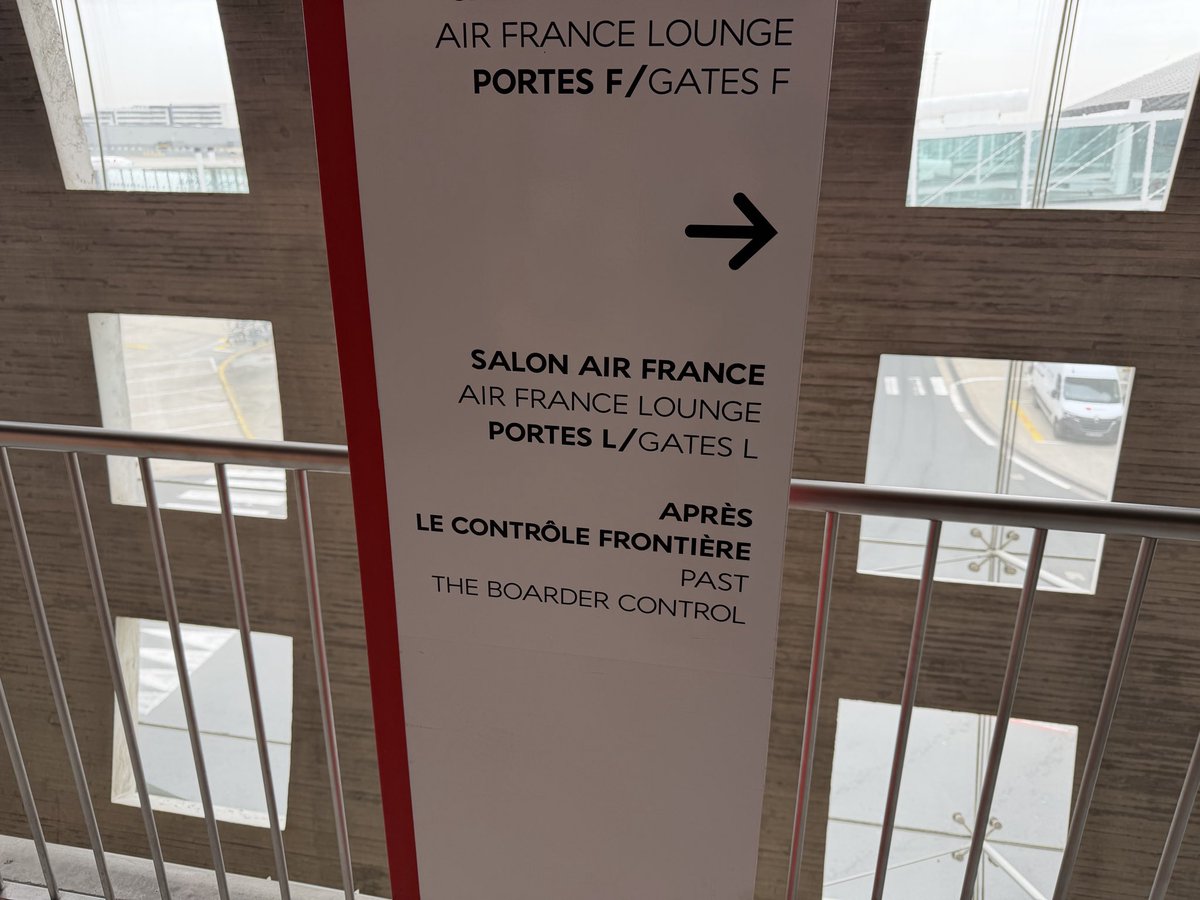 AIR FRANCE LOUNGE
PORTES F/GATES F
SALON AIR FRANCE
AIR FRANCE LOUNGE
PORTES L/GATES L
APRÈS
LE CONTRÔLE FRONTIÈRE
PAST
THE BOARDER CONTROL